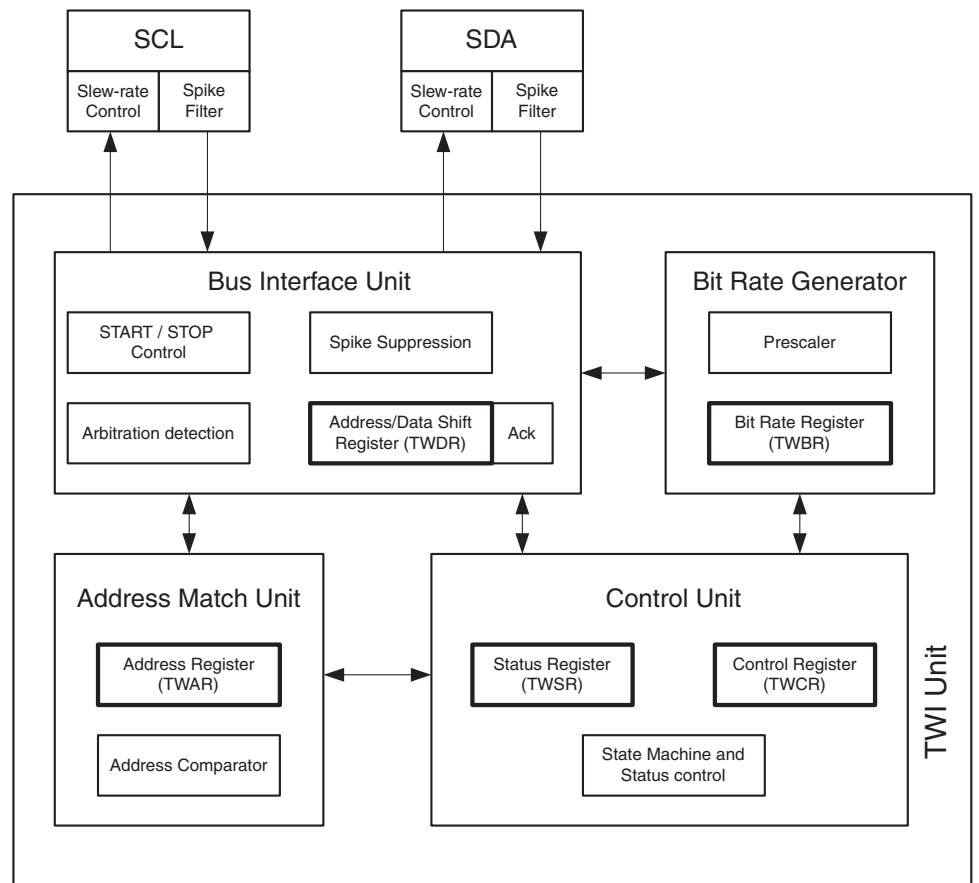 SCL
Slew-rate
Control
Spike
Filter
SDA
Slew-rate
Control
Spike
Filter
Bus Interface Unit
START / STOP
Control
Spike Suppression
Arbitration detection
Address/Data Shift
Register (TWDR)
Ack
Bit Rate Generator
Prescaler
Bit Rate Register
(TWBR)
Address Match Unit
Address Register
(TWAR)
Address Comparator
Control Unit
Status Register
(TWSR)
Control Register
(TWCR)
State Machine and
Status control
TWI Unit